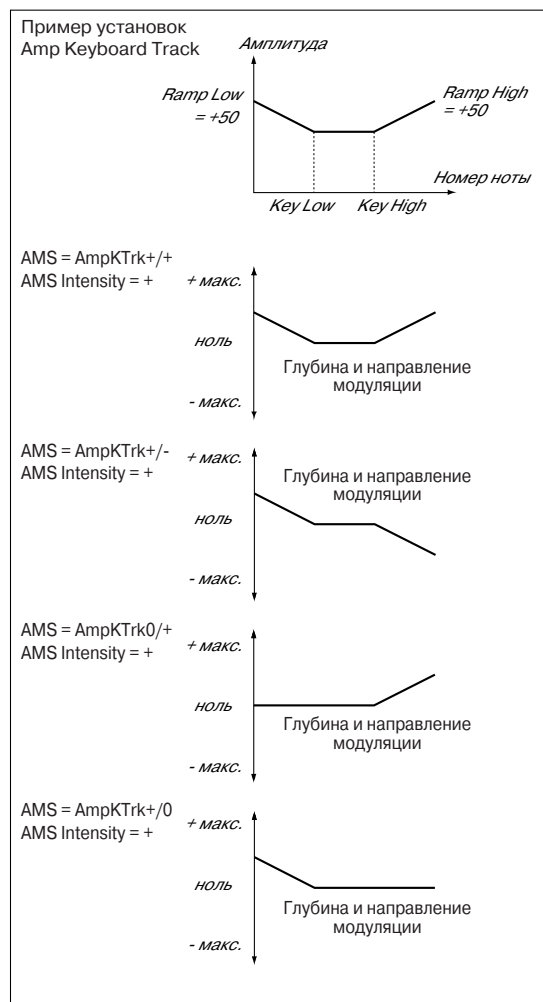 Пример установок
Amp Keyboard Track
Амплитуда
Ramp Low
= +50
Ramp High
= +50
Номер ноты
Key Low
Key High
AMS = AmpKTrk+/+
AMS Intensity = +
+ макс.
ноль
Глубина и направление
модуляции
- макс.
AMS = AmpKTrk+/-
AMS Intensity = +
+ макс.
Глубина и направление
модуляции
ноль
- макс.
AMS = AmpKTrk0/+
AMS Intensity = +
+ макс.
ноль
Глубина и направление
модуляции
- макс.
AMS = AmpKTrk+/0
AMS Intensity = +
+ макс.
ноль
Глубина и направление
модуляции
- макс.